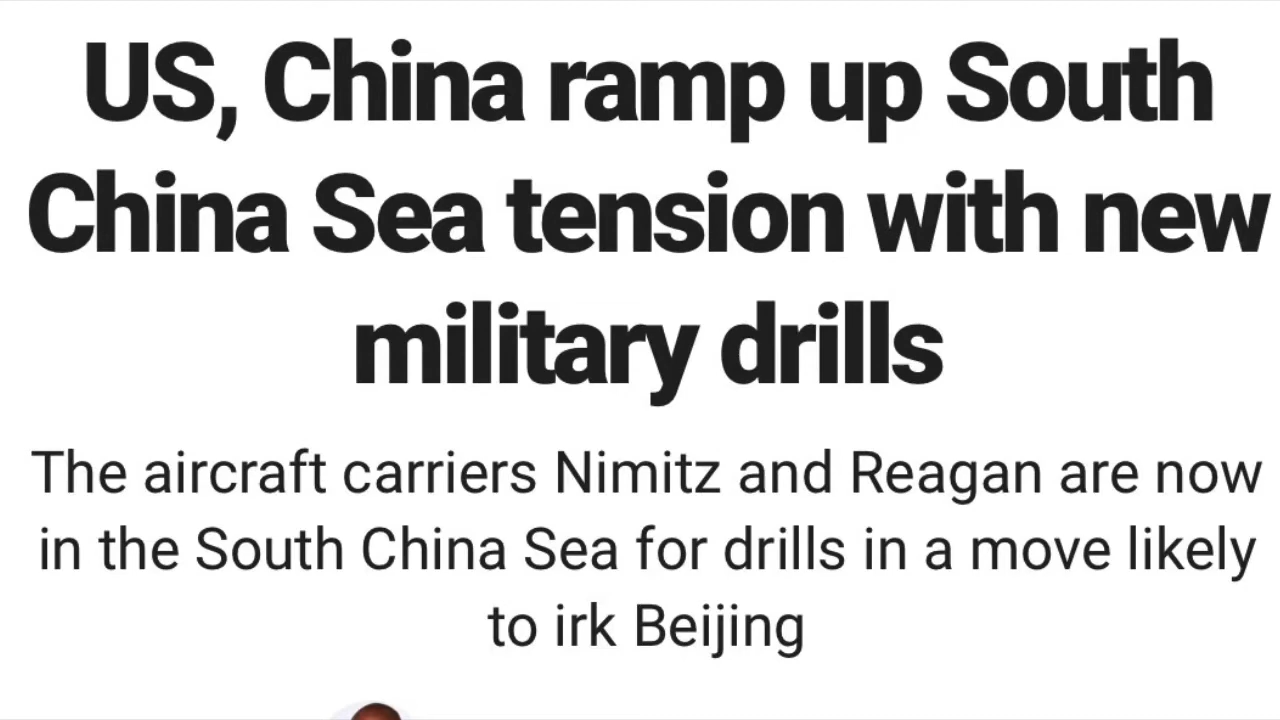 US, China ramp up South
China Sea tension with new
military drills
The aircraft carriers Nimitz and Reagan are now
in the South China Sea for drills in a move likely
to irk Beijing